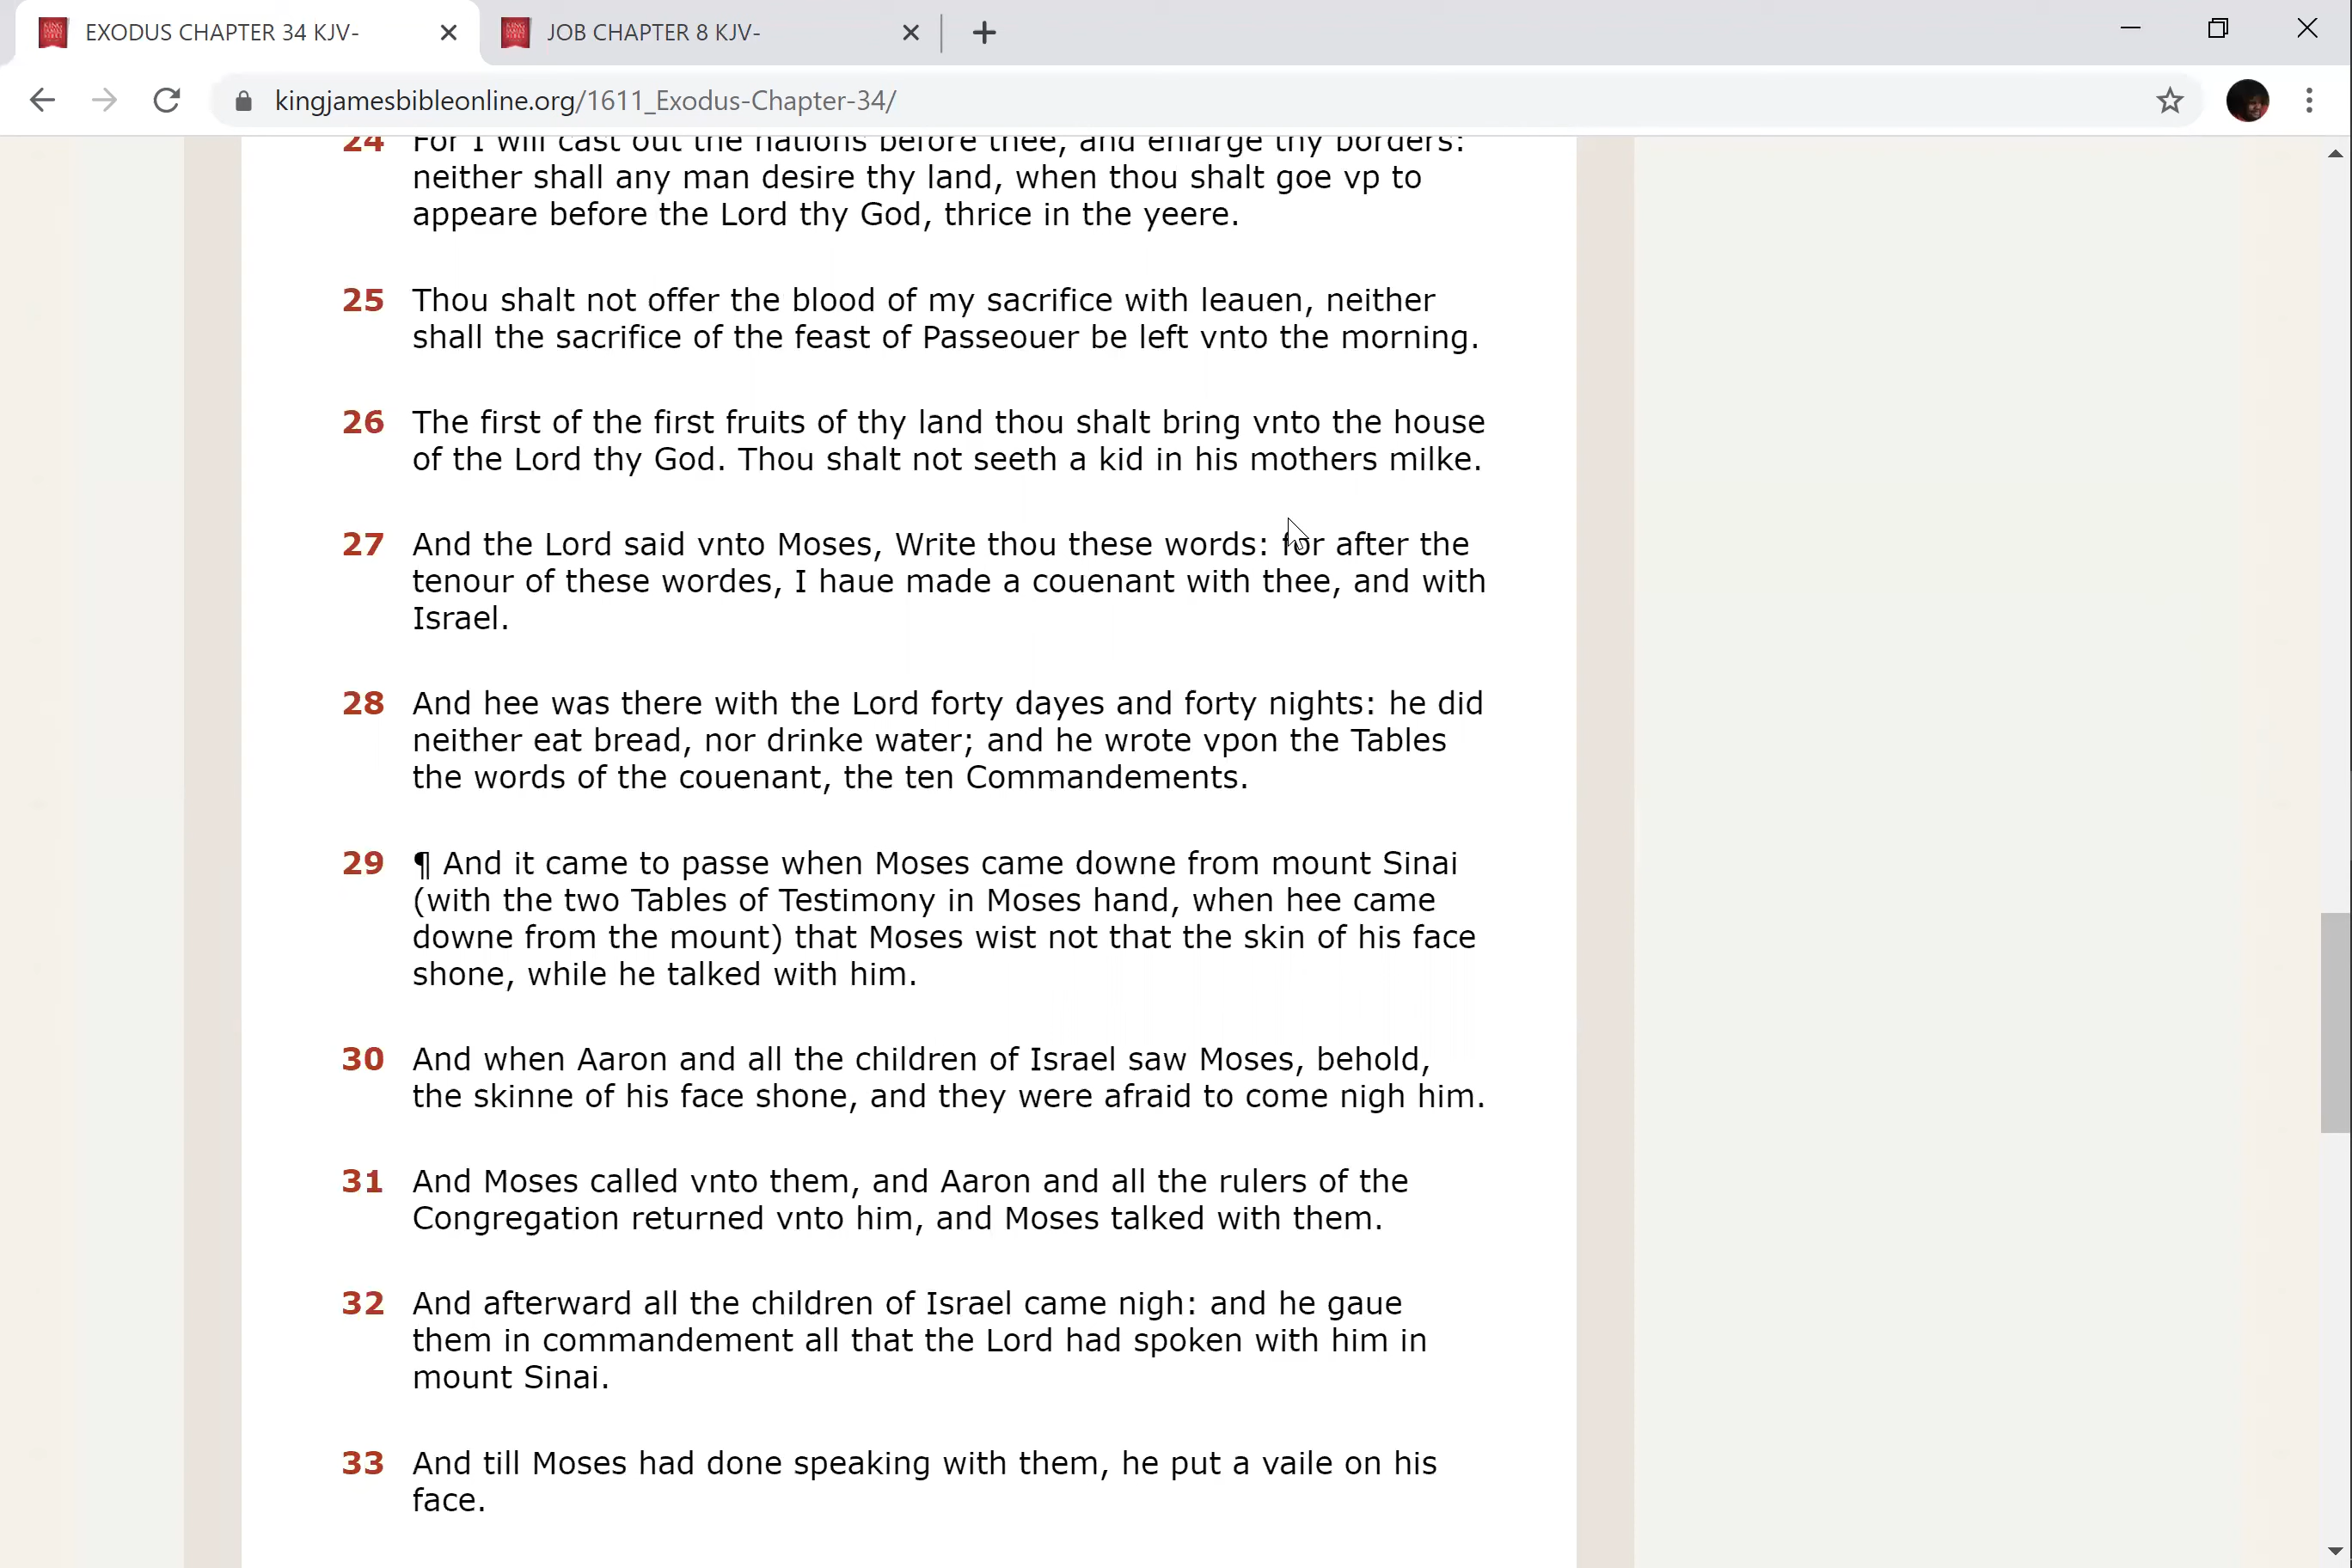 EXODUS CHAPTER 34 KJV-
JOB CHAPTER 8 KJV-
kingjamesbibleonline.org/1611_Exodus-Chapter-34/
24 For I will cast out the nations before thee, and enlarge thy borders:
neither shall any man desire thy land, when thou shalt goe vp to
appeare before the Lord thy God, thrice in the yeere.
25 Thou shalt not offer the blood of my sacrifice with leauen, neither
shall the sacrifice of the feast of Passeouer be left vnto the morning.
26 The first of the first fruits of thy land thou shalt bring vnto the house
of the Lord thy God. Thou shalt not seeth a kid in his mothers milke.
27 And the Lord said vnto Moses, Write thou these words: for after the
tenour of these wordes, I haue made a couenant with thee, and with
Israel.
28 And hee was there with the Lord forty dayes and forty nights: he did
neither eat bread, nor drinke water; and he wrote vpon the Tables
the words of the couenant, the ten Commandements.
29 ¶ And it came to passe when Moses came downe from mount Sinai
(with the two Tables of Testimony in Moses hand, when hee came
downe from the mount) that Moses wist not that the skin of his face
shone, while he talked with him.
30 And when Aaron and all the children of Israel saw Moses, behold,
the skinne of his face shone, and they were afraid to come nigh him.
31 And Moses called vnto them, and Aaron and all the rulers of the
Congregation returned vnto him, and Moses talked with them.
32 And afterward all the children of Israel came nigh: and he gaue
them in commandement all that the Lord had spoken with him in
mount Sinai.
33 And till Moses had done speaking with them, he put a vaile on his
face.